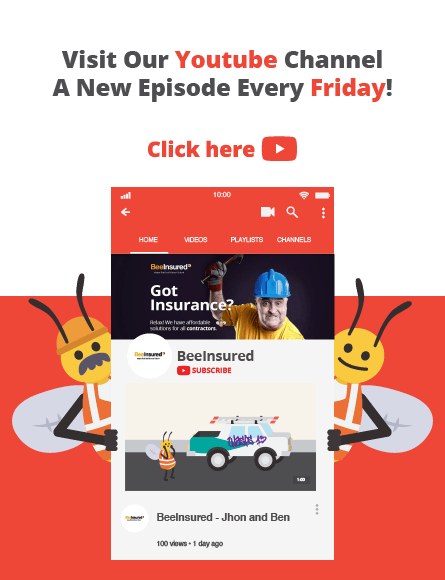 Visit Our Youtube Channel
A New Episode Every Friday!
Click here
10:00
HOME VIDEOS PLAYLISTS CHANNELS
BeeInsured
Got
Insurance?
Relax! We have affordable
solutions for all contractors.
BeeInsured
BeeInsured
SUBSCRIBE
1:03
BeeInsured
BeeInsured - Jhon and Ben
100 views • 1 day ago